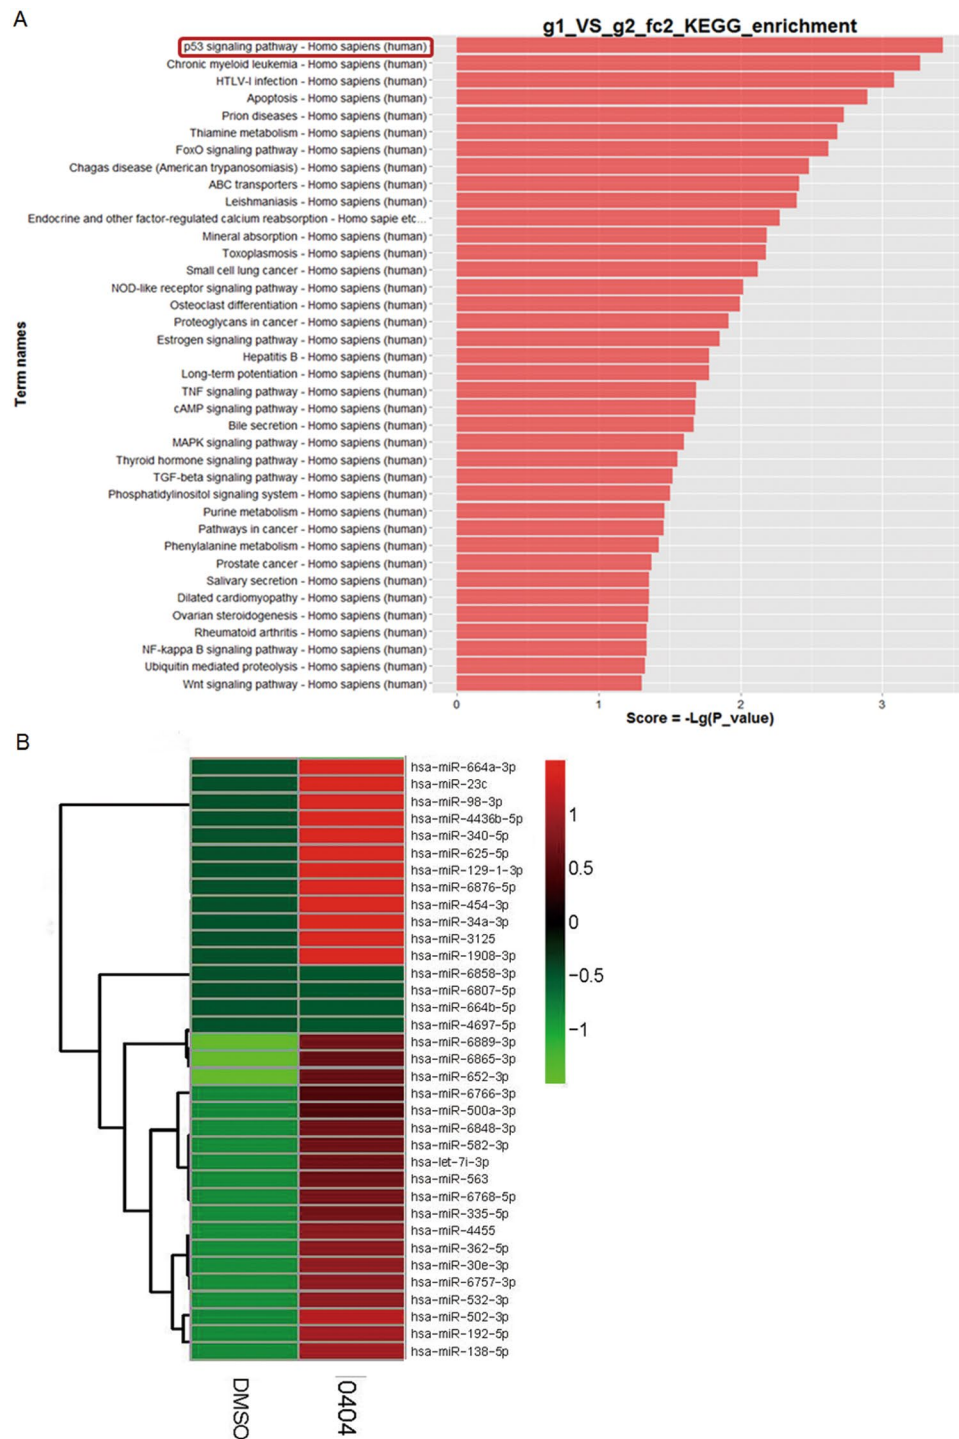 A
g1_VS_g2_fc2_KEGG_enrichment
p53 signaling pathway - Homo sapiens (human)
Chronic myeloid leukemia - Homo sapiens (human)
HTLV-I infection - Homo sapiens (human)
Apoptosis - Homo sapiens (human)
Prion diseases - Homo sapiens (human)
Thiamine metabolism - Homo sapiens (human)
FoxO signaling pathway - Homo sapiens (human)
Chagas disease (American trypanosomiasis) - Homo sapiens (human)
ABC transporters - Homo sapiens (human)
Leishmaniasis - Homo sapiens (human)
Endocrine and other factor-regulated calcium reabsorption - Homo sapie etc...
Mineral absorption - Homo sapiens (human)
Toxoplasmosis - Homo sapiens (human)
Small cell lung cancer - Homo sapiens (human)
NOD-like receptor signaling pathway - Homo sapiens (human)
Osteoclast differentiation - Homo sapiens (human)
Proteoglycans in cancer - Homo sapiens (human)
Estrogen signaling pathway - Homo sapiens (human)
Hepatitis B - Homo sapiens (human)
Long-term potentiation - Homo sapiens (human)
TNF signaling pathway - Homo sapiens (human)
cAMP signaling pathway - Homo sapiens (human)
Bile secretion - Homo sapiens (human)
MAPK signaling pathway - Homo sapiens (human)
Thyroid hormone signaling pathway - Homo sapiens (human)
TGF-beta signaling pathway - Homo sapiens (human)
Phosphatidylinositol signaling system - Homo sapiens (human)
Purine metabolism - Homo sapiens (human)
Pathways in cancer - Homo sapiens (human)
Phenylalanine metabolism - Homo sapiens (human)
Prostate cancer - Homo sapiens (human)
Salivary secretion - Homo sapiens (human)
Dilated cardiomyopathy - Homo sapiens (human)
Ovarian steroidogenesis - Homo sapiens (human)
Rheumatoid arthritis - Homo sapiens (human)
NF-kappa B signaling pathway - Homo sapiens (human)
Ubiquitin mediated proteolysis - Homo sapiens (human)
Wnt signaling pathway - Homo sapiens (human)
Term names
0 1 2 3
Score = -Lg(P_value)
B
hsa-miR-664a-3p
hsa-miR-23c
hsa-miR-98-3p
hsa-miR-4436b-5p
hsa-miR-340-5p
hsa-miR-625-5p
hsa-miR-129-1-3p
hsa-miR-6876-5p
hsa-miR-454-3p
hsa-miR-34a-3p
hsa-miR-3125
hsa-miR-1908-3p
hsa-miR-6858-3p
hsa-miR-6807-5p
hsa-miR-664b-5p
hsa-miR-4697-5p
hsa-miR-6889-3p
hsa-miR-6865-3p
hsa-miR-652-3p
hsa-miR-6766-3p
hsa-miR-500a-3p
hsa-miR-6848-3p
hsa-miR-582-3p
hsa-let-7i-3p
hsa-miR-563
hsa-miR-6768-5p
hsa-miR-335-5p
hsa-miR-4455
hsa-miR-362-5p
hsa-miR-30e-3p
hsa-miR-6757-3p
hsa-miR-532-3p
hsa-miR-502-3p
hsa-miR-192-5p
hsa-miR-138-5p
1
0.5
0
-0.5
-1
DMSO
0404